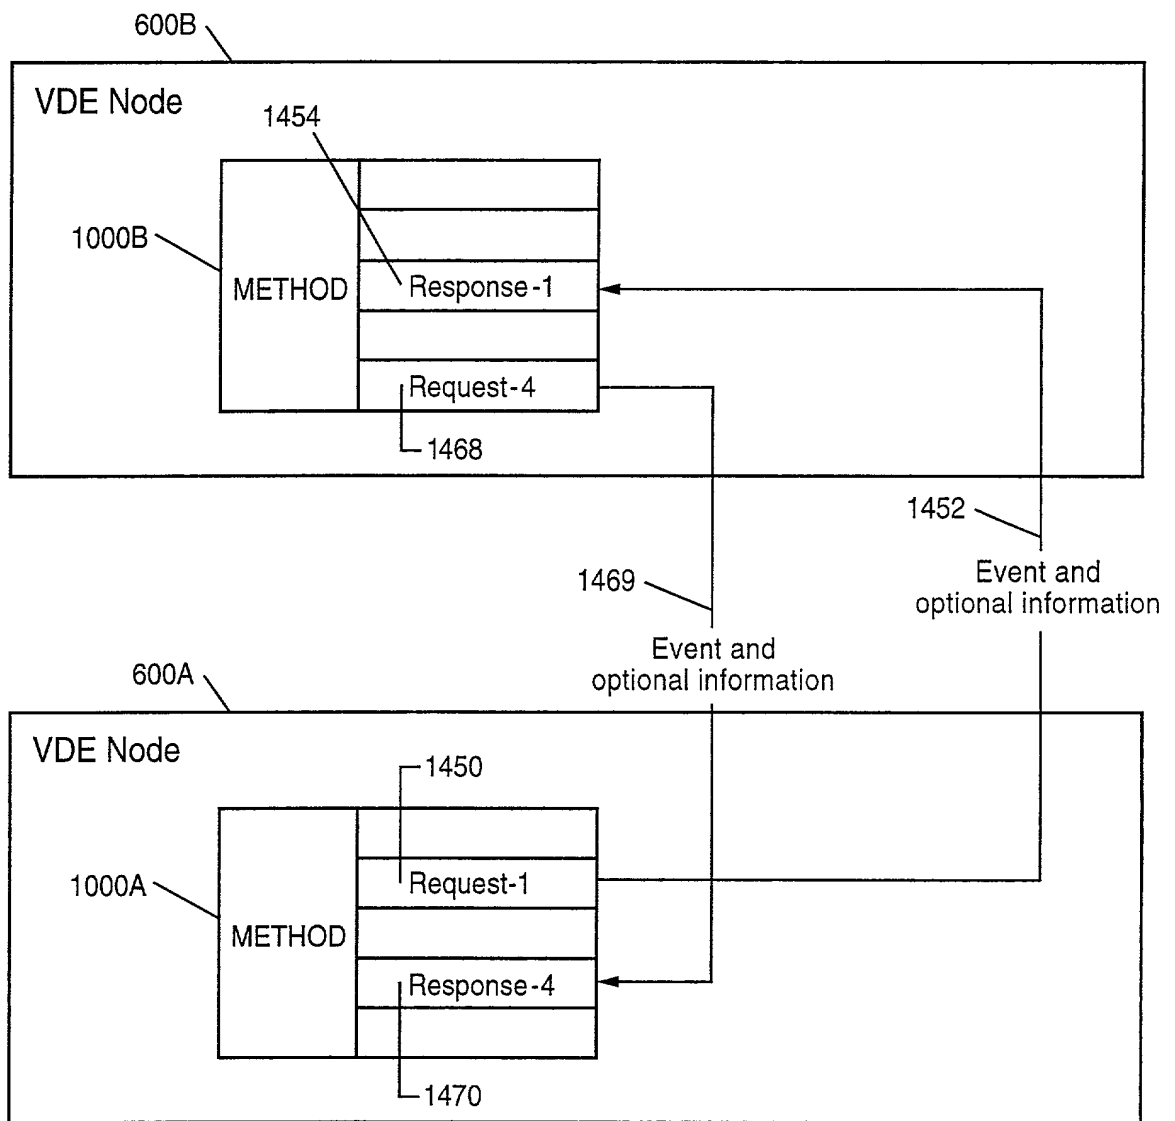 600B
VDE Node
1454
1000B
METHOD
Response-1
Request-4
1468
1452
Event and
optional information
1469
Event and
optional information
600A
VDE Node
1450
1000A
METHOD
Request-1
Response-4
1470